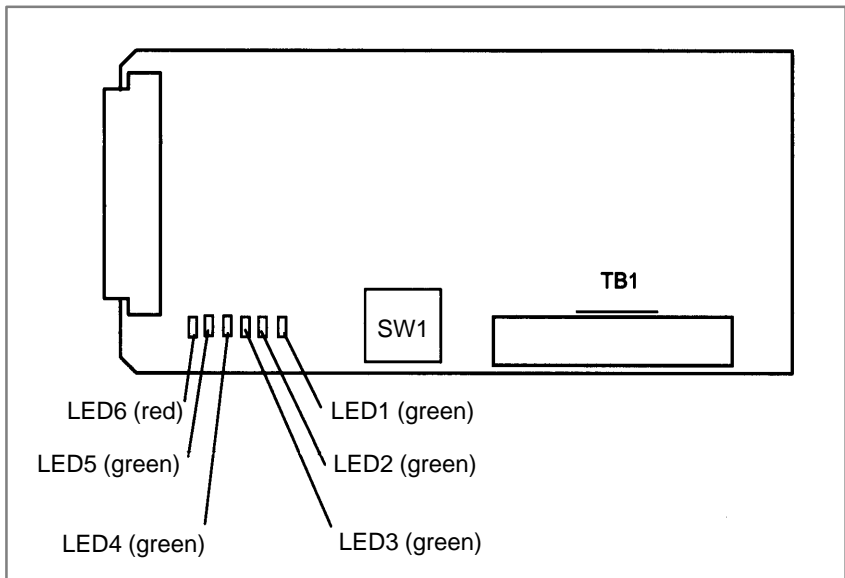 TB1
SW1
LED6 (red)
LED1 (green)
LED5 (green)
LED2 (green)
LED4 (green)
LED3 (green)